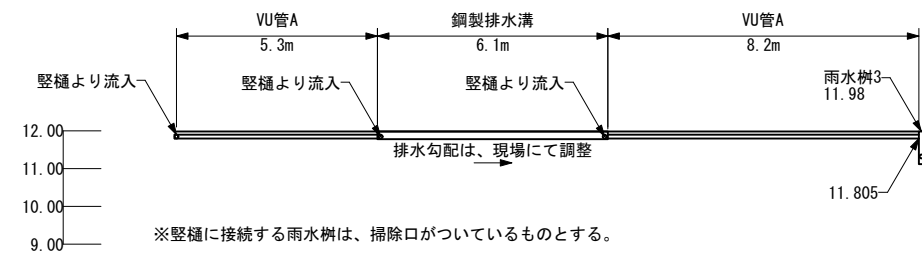 VU管A 鋼製排水溝 VU管A
5.3m 6.1m 8.2m
竪樋より流入 竪樋より流入 竪樋より流入 雨水桝3
11.98
12.00
排水勾配は、現場にて調整
11.00
11.805
10.00
※竪樋に接続する雨水桝は、掃除口がついているものとする。
9.00